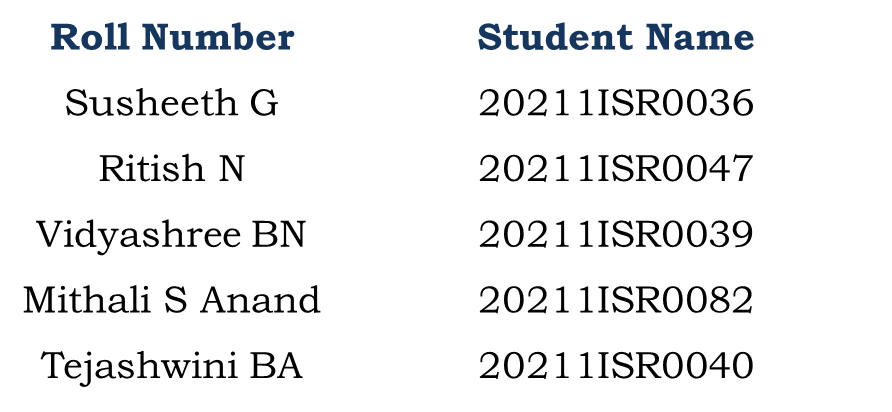 Roll Number Student Name
Susheeth G 20211ISR0036
Ritish N 20211ISR0047
Vidyashree BN 20211ISR0039
Mithali S Anand 20211ISR0082
Tejashwini BA 20211ISR0040